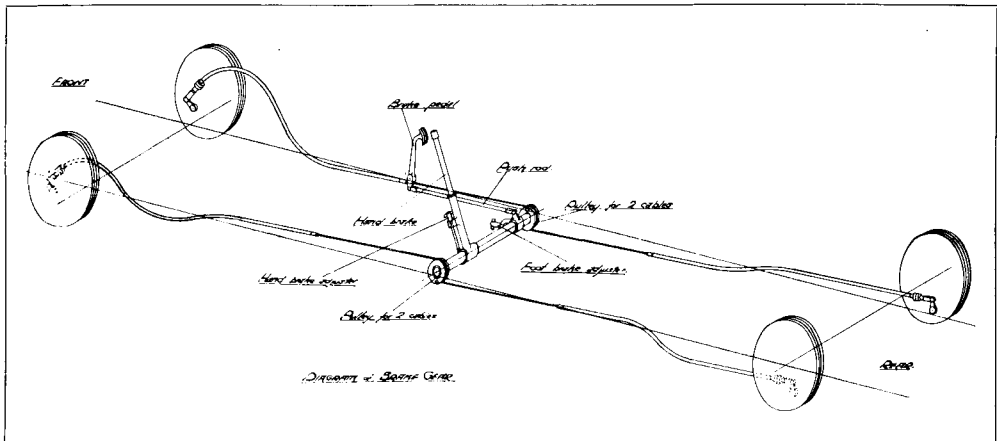 FRONT
Brake pedal
Push rod
Pulley for 2 cables
Hand brake
Foot brake adjuster
Hand brake adjuster
Pulley for 2 cables
REAR
DIAGRAM of BRAKE GEAR